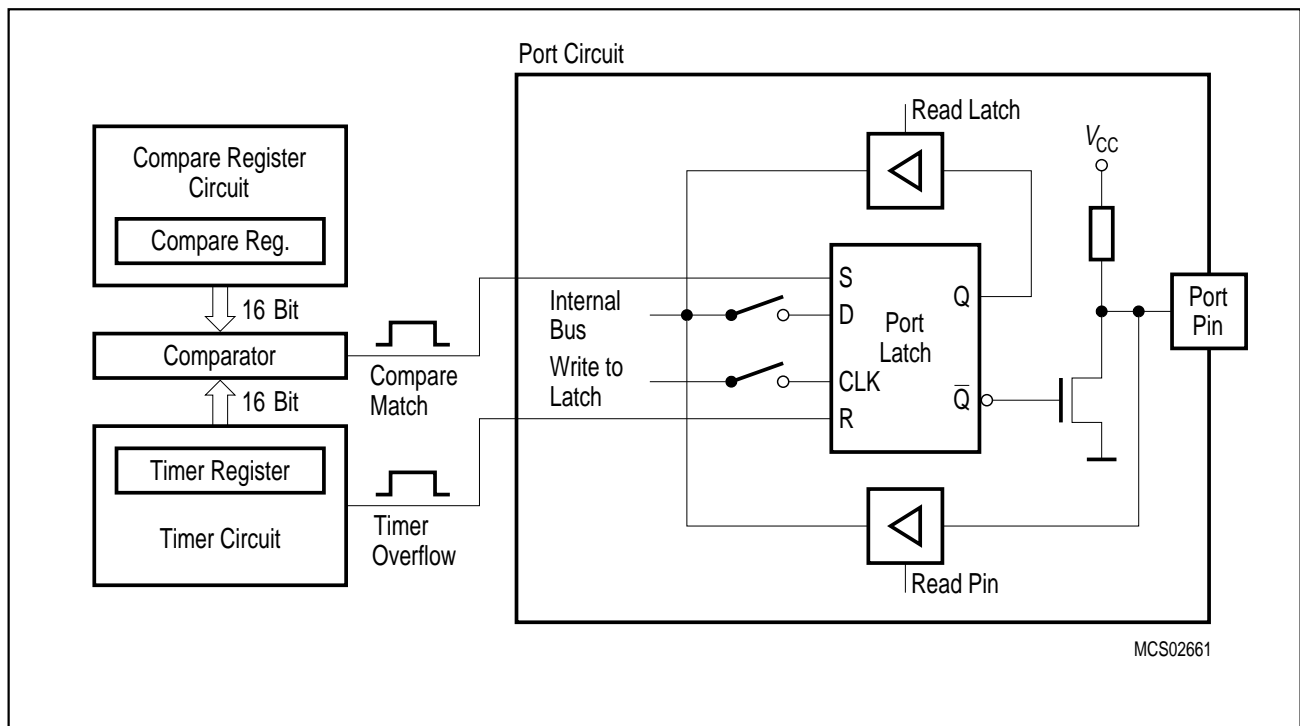 Port Circuit
Compare Register
Circuit
Compare Reg.
16 Bit
Comparator
16 Bit
Timer Register
Timer Circuit
Compare
Match
Timer
Overflow
Read Latch
VCC
Internal
Bus
Write to
Latch
S
D
CLK
R
Q
Port
Latch
Q̅
Port
Pin
Read Pin
MCS02661